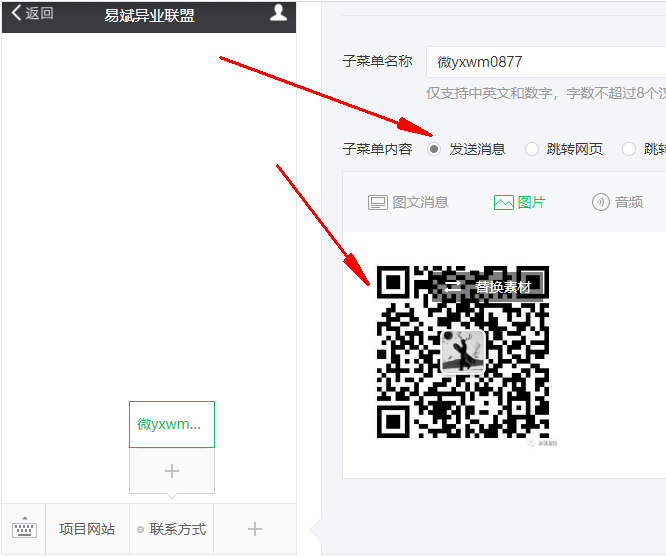 返回
易斌异业联盟
子菜单名称
微yxwm0877
仅支持中英文和数字，字数不超过8个汉
子菜单内容
发送消息
跳转网页
跳转
图文消息
图片
音频
替换素材
微yxwm...
项目网站
联系方式